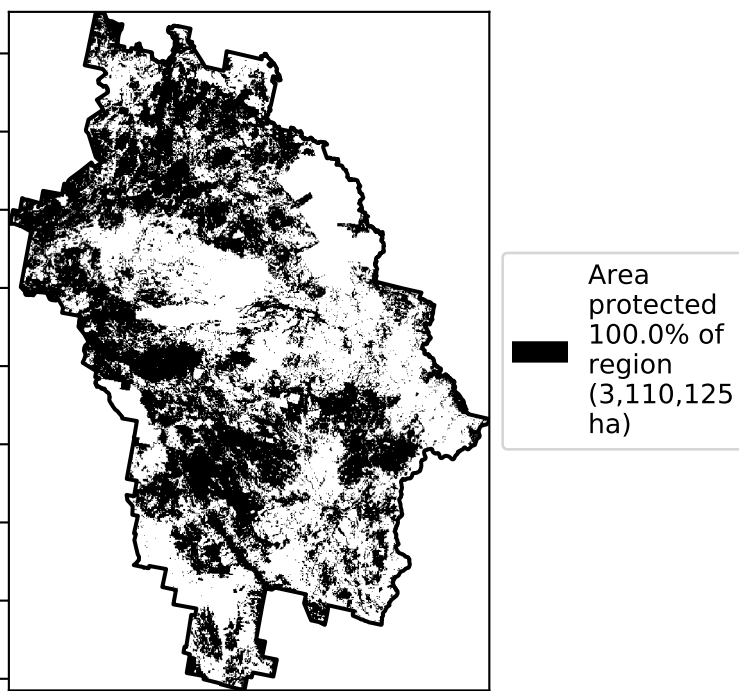 Area
protected
100.0% of
region
(3,110,125
ha)